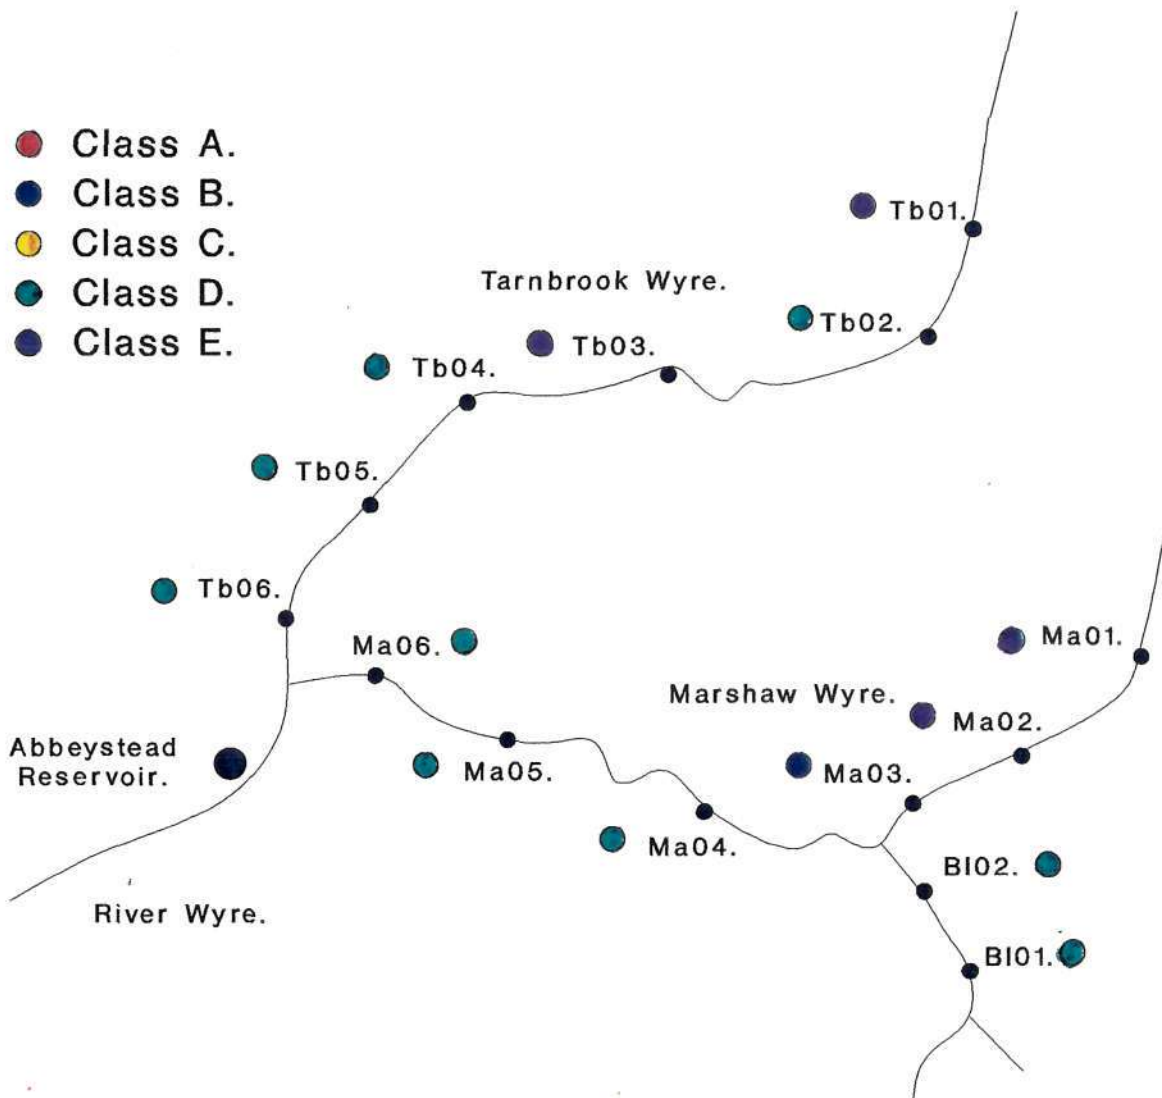 Class A.
Class B.
Class C.
Class D.
Class E.
Tb01.
Tarnbrook Wyre.
Tb02.
Tb03.
Tb04.
Tb05.
Tb06.
Ma06.
Ma01.
Marshaw Wyre.
Ma02.
Abbeystead
Reservoir.
Ma05.
Ma03.
Ma04.
Bl02.
River Wyre.
Bl01.